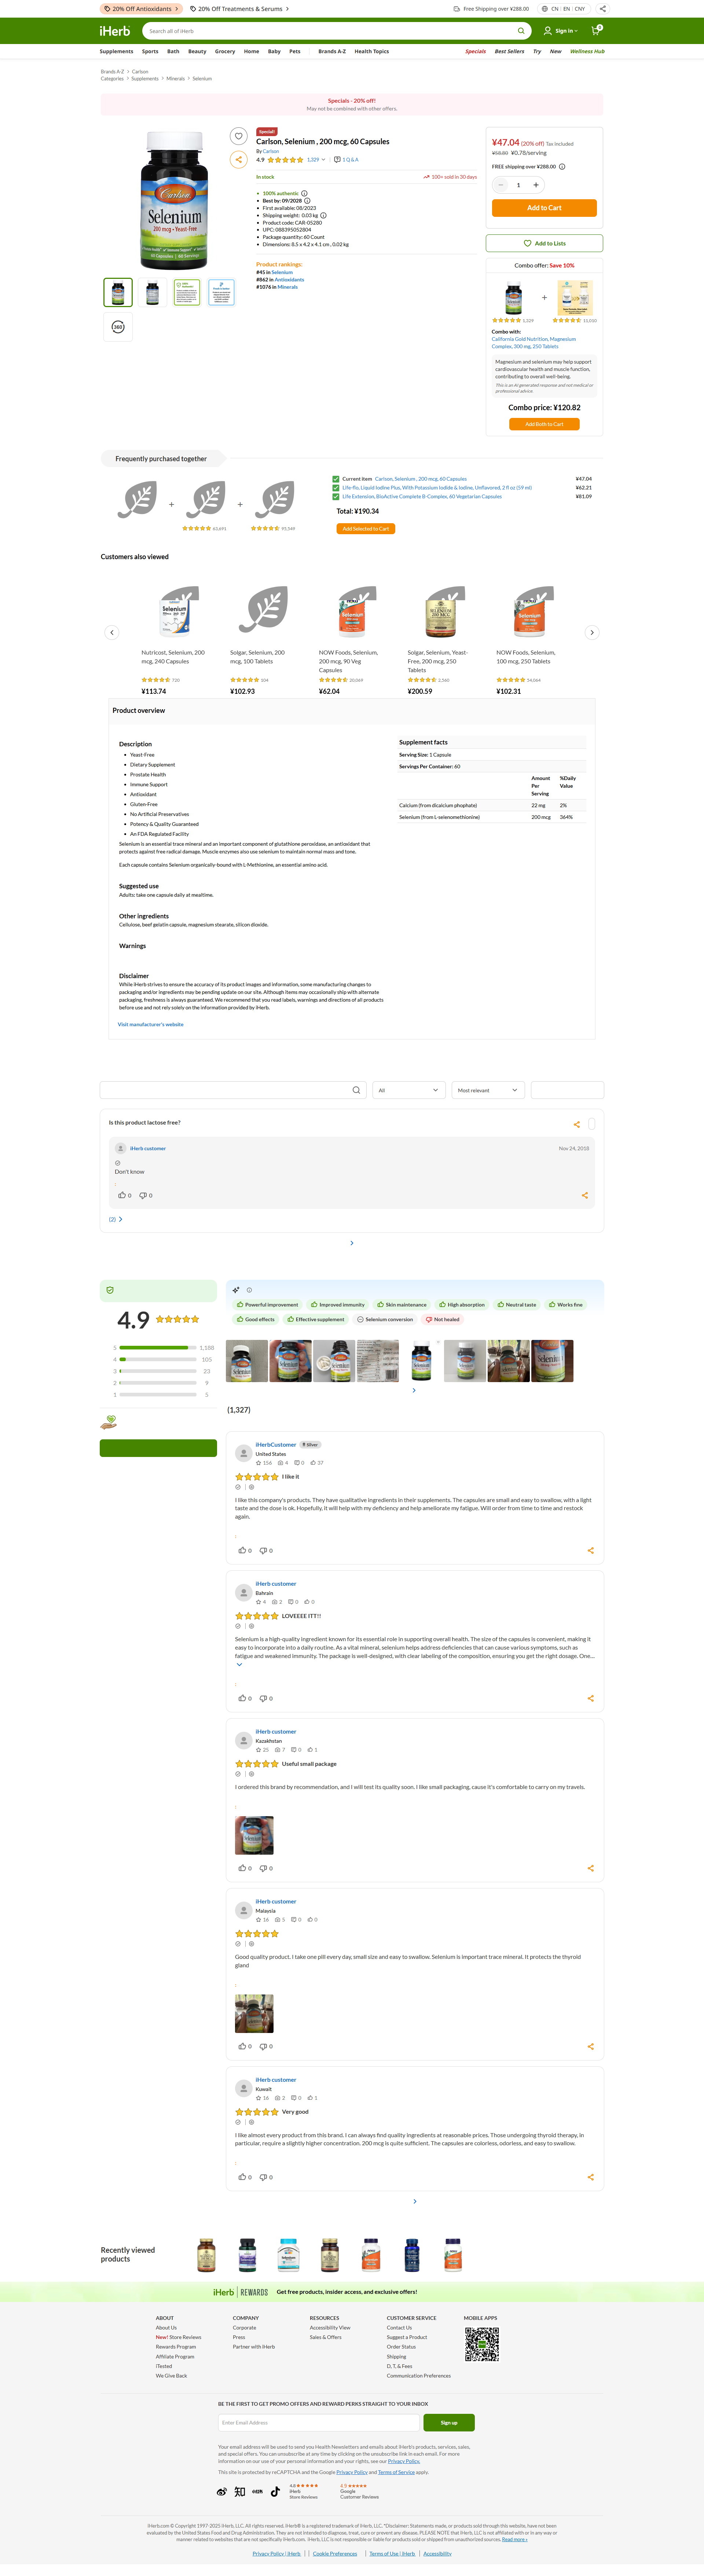 20% Off Antioxidants
20% Off Treatments & Serums
Free Shipping over ¥288.00
CN | EN | CNY
iHerb
Search all of iHerb
Sign in
0
Supplements
Sports
Bath
Beauty
Grocery
Home
Baby
Pets
Brands A-Z
Health Topics
Specials
Best Sellers
Try
New
Wellness Hub
Brands A-Z > Carlson
Categories > Supplements > Minerals > Selenium
Specials - 20% off!
May not be combined with other offers.
Special!
Carlson, Selenium , 200 mcg, 60 Capsules
By Carlson
4.9
1,329
1 Q & A
In stock
100+ sold in 30 days
100% authentic
Best by: 09/2028
First available: 08/2023
Shipping weight: 0.03 kg
Product code: CAR-05280
UPC: 088395052804
Package quantity: 60 Count
Dimensions: 8.5 x 4.2 x 4.1 cm , 0.02 kg
Product rankings:
#45 in Selenium
#862 in Antioxidants
#1076 in Minerals
Carlson
Selenium
200 mcg • Yeast-Free
360
¥47.04 (20% off) Tax included
¥58.80 ¥0.78/serving
FREE shipping over ¥288.00
1
Add to Cart
Add to Lists
Combo offer: Save 10%
1,329
11,010
Combo with:
California Gold Nutrition, Magnesium
Complex, 300 mg, 250 Tablets
Magnesium and selenium may help support
cardiovascular health and muscle function,
contributing to overall well-being.
This is an AI generated response and not medical or
professional advice.
Combo price: ¥120.82
Add Both to Cart
Frequently purchased together
63,691
95,549
Current item Carlson, Selenium , 200 mcg, 60 Capsules ¥47.04
Life-flo, Liquid Iodine Plus, With Potassium Iodide & Iodine, Unflavored, 2 fl oz (59 ml) ¥62.21
Life Extension, BioActive Complete B-Complex, 60 Vegetarian Capsules ¥81.09
Total: ¥190.34
Add Selected to Cart
Customers also viewed
Nutricost, Selenium, 200
mcg, 240 Capsules
720
¥113.74
Solgar, Selenium, 200
mcg, 100 Tablets
104
¥102.93
NOW Foods, Selenium,
200 mcg, 90 Veg
Capsules
20,069
¥62.04
Solgar, Selenium, Yeast-
Free, 200 mcg, 250
Tablets
2,560
¥200.59
NOW Foods, Selenium,
100 mcg, 250 Tablets
54,064
¥102.31
Product overview
Description
Yeast-Free
Dietary Supplement
Prostate Health
Immune Support
Antioxidant
Gluten-Free
No Artificial Preservatives
Potency & Quality Guaranteed
An FDA Regulated Facility
Selenium is an essential trace mineral and an important component of glutathione peroxidase, an antioxidant that
protects against free radical damage. Muscle enzymes also use selenium to maintain normal mass and tone.
Each capsule contains Selenium organically-bound with L-Methionine, an essential amino acid.
Suggested use
Adults: take one capsule daily at mealtime.
Other ingredients
Cellulose, beef gelatin capsule, magnesium stearate, silicon dioxide.
Warnings
Disclaimer
While iHerb strives to ensure the accuracy of its product images and information, some manufacturing changes to
packaging and/or ingredients may be pending update on our site. Although items may occasionally ship with alternate
packaging, freshness is always guaranteed. We recommend that you read labels, warnings and directions of all products
before use and not rely solely on the information provided by iHerb.
Visit manufacturer's website
Supplement facts
Serving Size: 1 Capsule
Servings Per Container: 60
Amount Per Serving
%Daily Value
Calcium (from dicalcium phophate) 22 mg 2%
Selenium (from L-selenomethionine) 200 mcg 364%
All
Most relevant
Is this product lactose free?
iHerb customer
Nov 24, 2018
Don't know
0 0
(2)
4.9
5 1,188
4 105
3 23
2 9
1 5
Powerful improvement
Improved immunity
Skin maintenance
High absorption
Neutral taste
Works fine
Good effects
Effective supplement
Selenium conversion
Not healed
(1,327)
iHerbCustomer Silver
United States
156 4 0 37
I like it
I like this company's products. They have qualitative ingredients in their supplements. The capsules are small and easy to swallow, with a light
taste and the dose is ok. Hopefully, it will help with my deficiency and help ameliorate my fatigue. Will order from time to time and restock
again.
0 0
iHerb customer
Bahrain
4 2 0 0
LOVEEEE ITT!!
Selenium is a high-quality ingredient known for its essential role in supporting overall health. The size of the capsules is convenient, making it
easy to incorporate into a daily routine. As a vital mineral, selenium helps address deficiencies that can cause various symptoms, such as
fatigue and weakened immunity. The package is well-designed, with clear labeling of the composition, ensuring you get the right dosage. One...
0 0
iHerb customer
Kazakhstan
25 7 0 1
Useful small package
I ordered this brand by recommendation, and I will test its quality soon. I like small packaging, cause it's comfortable to carry on my travels.
0 0
iHerb customer
Malaysia
16 5 0 0
Good quality product. I take one pill every day, small size and easy to swallow. Selenium is important trace mineral. It protects the thyroid
gland
0 0
iHerb customer
Kuwait
16 2 0 1
Very good
I like almost every product from this brand. I can always find quality ingredients at reasonable prices. Those undergoing thyroid therapy, in
particular, require a slightly higher concentration. 200 mcg is quite sufficient. The capsules are colorless, odorless, and easy to swallow.
0 0
Recently viewed
products
iHerb | REWARDS
Get free products, insider access, and exclusive offers!
ABOUT
About Us
New! Store Reviews
Rewards Program
Affiliate Program
iTested
We Give Back
COMPANY
Corporate
Press
Partner with iHerb
RESOURCES
Accessibility View
Sales & Offers
CUSTOMER SERVICE
Contact Us
Suggest a Product
Order Status
Shipping
D, T, & Fees
Communication Preferences
MOBILE APPS
BE THE FIRST TO GET PROMO OFFERS AND REWARD PERKS STRAIGHT TO YOUR INBOX
Enter Email Address
Sign up
Your email address will be used to send you Health Newsletters and emails about iHerb's products, services, sales,
and special offers. You can unsubscribe at any time by clicking on the unsubscribe link in each email. For more
information on our use of your personal information and your rights, see our Privacy Policy.
This site is protected by reCAPTCHA and the Google Privacy Policy and Terms of Service apply.
知
小红书
4.8
iHerb
Store Reviews
4.9
Google
Customer Reviews
iHerb.com © Copyright 1997-2025 iHerb, LLC. All rights reserved. iHerb® is a registered trademark of iHerb, LLC. *Disclaimer: Statements made, or products sold through this website, have not been
evaluated by the United States Food and Drug Administration. They are not intended to diagnose, treat, cure or prevent any disease. PLEASE NOTE that iHerb, LLC is not affiliated with or in any way or
manner related to websites that are not specifically iHerb.com. iHerb, LLC is not responsible or liable for products sold or shipped from unauthorized sources. Read more »
Privacy Policy | iHerb
Cookie Preferences
Terms of Use | iHerb
Accessibility